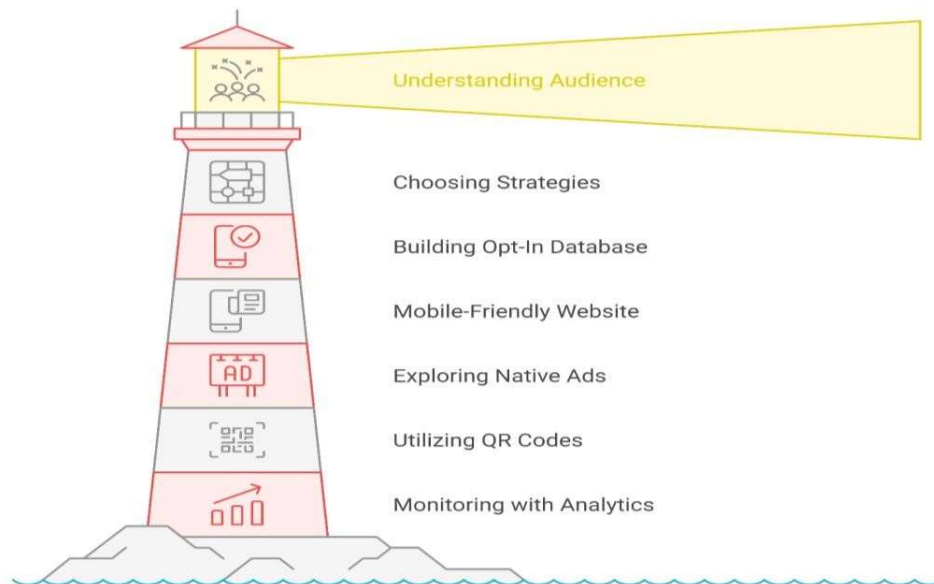 Understanding Audience
Choosing Strategies
Building Opt-In Database
Mobile-Friendly Website
AD
Exploring Native Ads
Utilizing QR Codes
Monitoring with Analytics